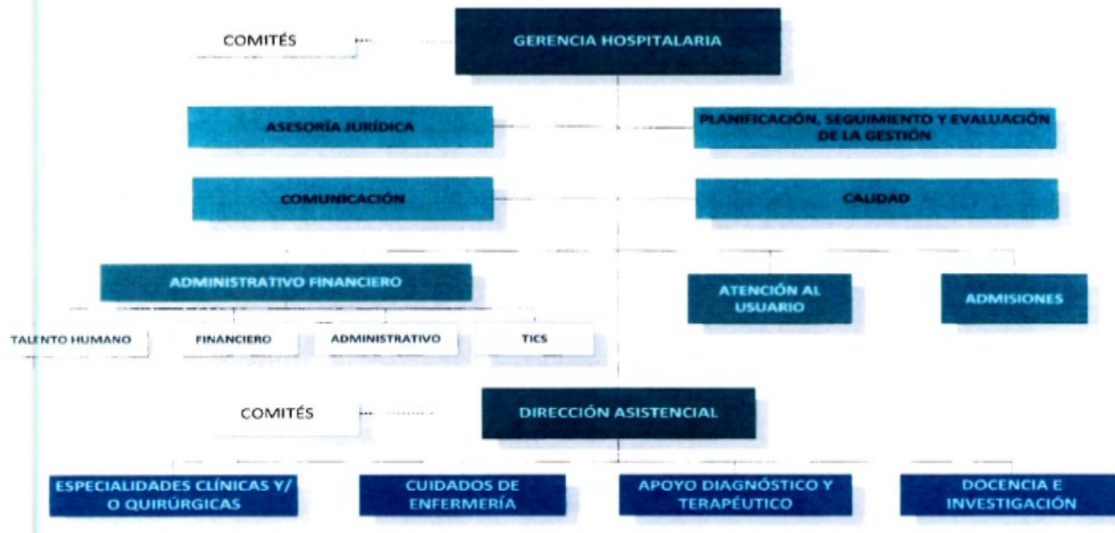 COMITÉS
GERENCIA HOSPITALARIA
ASESORÍA JURÍDICA
PLANIFICACIÓN, SEGUIMIENTO Y EVALUACIÓN
DE LA GESTIÓN
COMUNICACIÓN
CALIDAD
ADMINISTRATIVO FINANCIERO
ATENCIÓN AL
USUARIO
ADMISIONES
TALENTO HUMANO
FINANCIERO
ADMINISTRATIVO
TICS
COMITÉS
DIRECCIÓN ASISTENCIAL
ESPECIALIDADES CLÍNICAS Y/
O QUIRÚRGICAS
CUIDADOS DE
ENFERMERÍA
APOYO DIAGNÓSTICO Y
TERAPÉUTICO
DOCENCIA E
INVESTIGACIÓN